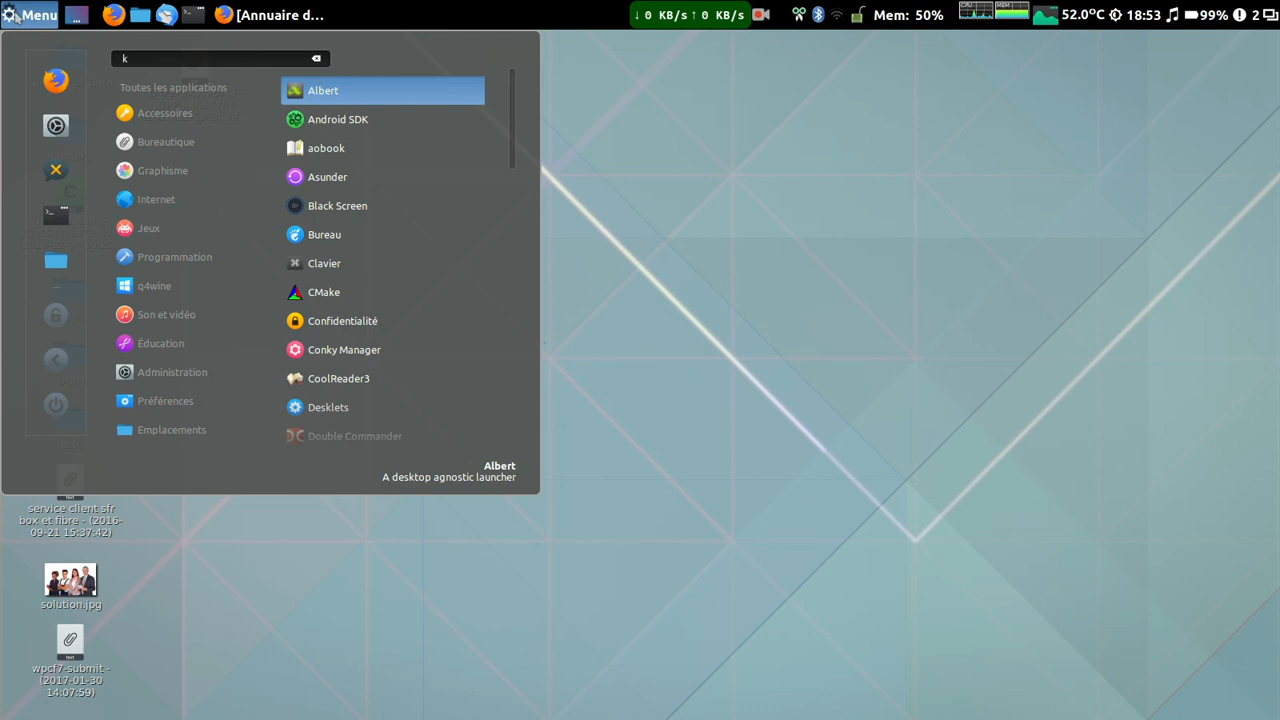 Menu
[Annuaire d...
↓ 0 KB/s ↑ 0 KB/s
Mem: 50%
CPU
MEM
52.0°C
18:53
99%
2
k
Toutes les applications
Accessoires
Bureautique
Graphisme
Internet
Jeux
Programmation
q4wine
Son et vidéo
Éducation
Administration
Préférences
Emplacements
Albert
Android SDK
aobook
Asunder
Black Screen
Bureau
Clavier
CMake
Confidentialité
Conky Manager
CoolReader3
Desklets
Double Commander
Albert
A desktop agnostic launcher
service client sfr
box et fibre - (2016-
09-21 15:37:42)
solution.jpg
text
wpcf7-submit -
(2017-01-30
14:07:59)